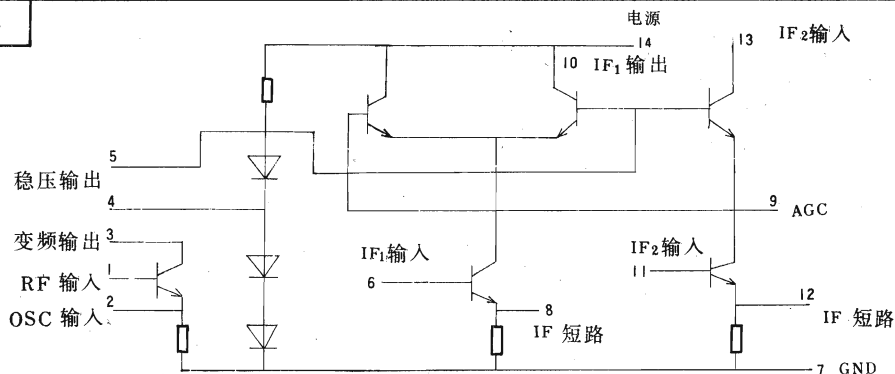 电源
14
13 IF₂输入
10 IF₁输出
5
稳压输出
4
9 AGC
变频输出 3
IF₁输入
IF₂输入
1
RF 输入
6
11
2
OSC 输入
8
IF 短路
12
IF 短路
7 GND